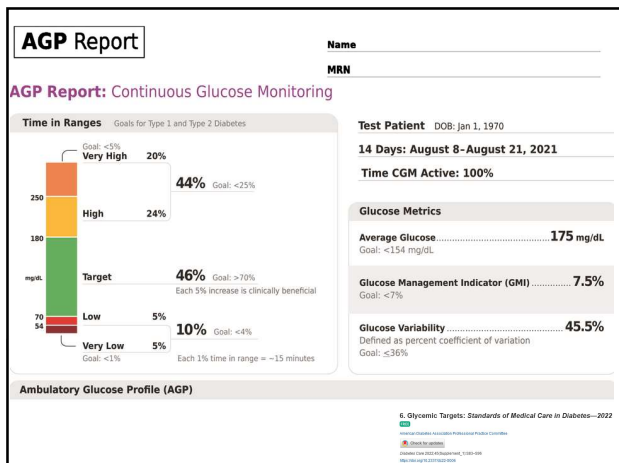 AGP Report
Name
MRN
AGP Report: Continuous Glucose Monitoring
Time in Ranges Goals for Type 1 and Type 2 Diabetes
Goal: <5%
Very High 20%
44% Goal: <25%
250
High 24%
180
mg/dL
Target 46% Goal: >70%
Each 5% increase is clinically beneficial
70
Low 5%
54
10% Goal: <4%
Very Low 5%
Goal: <1% Each 1% time in range = ~15 minutes
Test Patient DOB: Jan 1, 1970
14 Days: August 8–August 21, 2021
Time CGM Active: 100%
Glucose Metrics
Average Glucose..............................175 mg/dL
Goal: <154 mg/dL
Glucose Management Indicator (GMI)..............7.5%
Goal: <7%
Glucose Variability....................................45.5%
Defined as percent coefficient of variation
Goal: ≤36%
Ambulatory Glucose Profile (AGP)
6. Glycemic Targets: Standards of Medical Care in Diabetes—2022
American Diabetes Association Professional Practice Committee
Check for updates